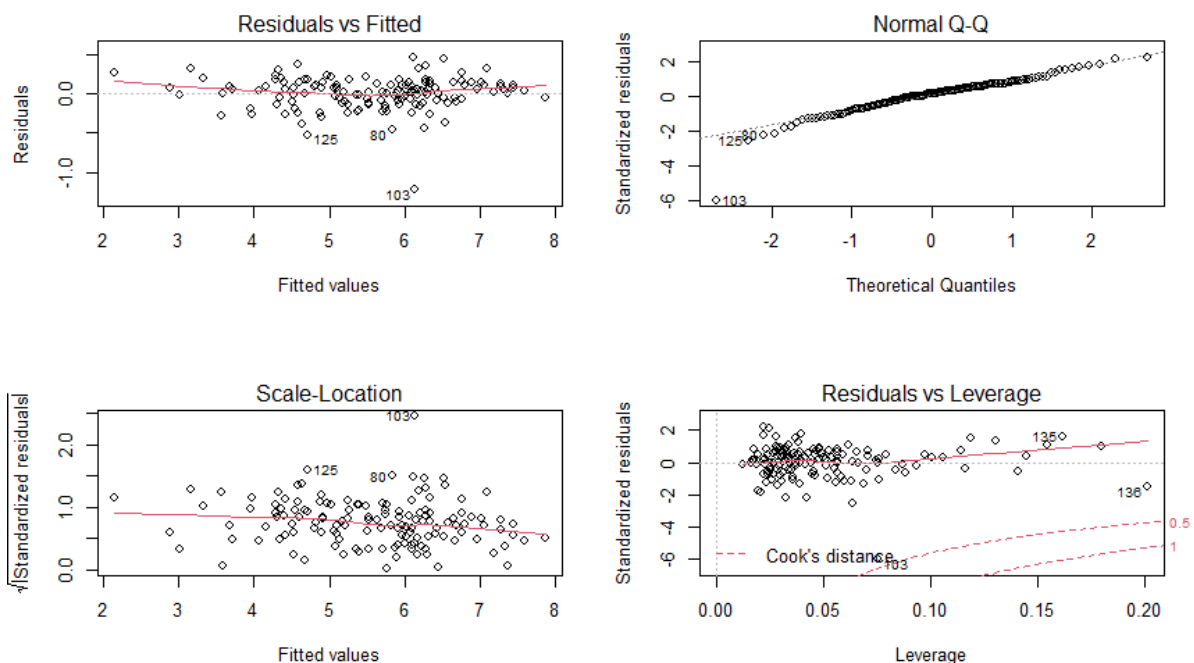 Residuals vs Fitted
Residuals
0.0
-1.0
125
80
103
2 3 4 5 6 7 8
Fitted values
Normal Q-Q
Standardized residuals
2
0
-2
-4
-6
80
125
103
-2 -1 0 1 2
Theoretical Quantiles
Scale-Location
√|Standardized residuals|
2.0
1.0
0.0
103
125
80
2 3 4 5 6 7 8
Fitted values
Residuals vs Leverage
Standardized residuals
2
0
-2
-4
-6
135
136
0.5
1
Cook's distance
103
0.00 0.05 0.10 0.15 0.20
Leverage